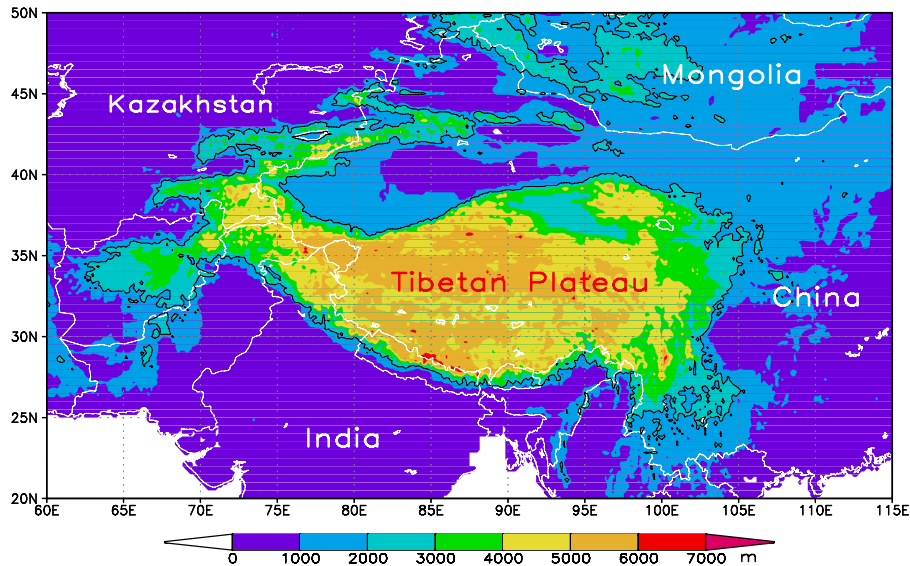 50N
Mongolia
45N
Kazakhstan
40N
35N
Tibetan Plateau
China
30N
25N
India
20N
60E 65E 70E 75E 80E 85E 90E 95E 100E 105E 110E 115E
0 1000 2000 3000 4000 5000 6000 7000 m